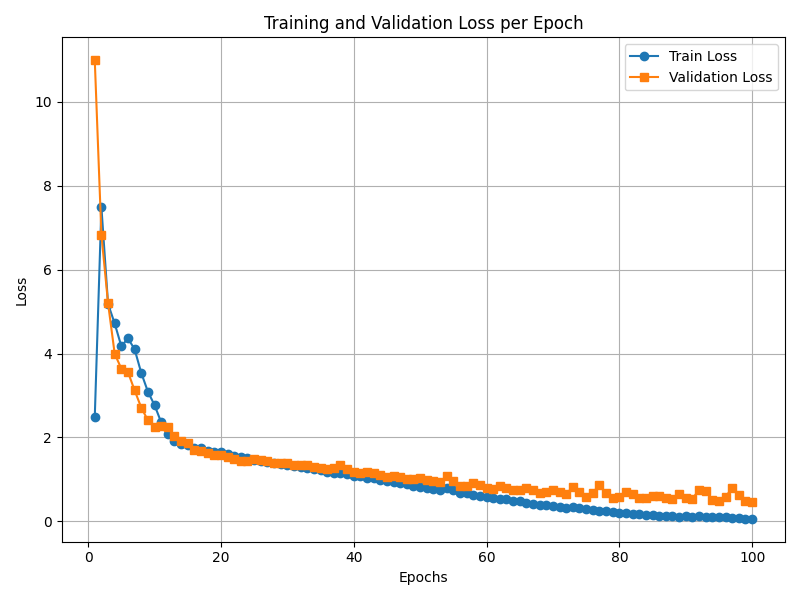 Training and Validation Loss per Epoch
Train Loss
Validation Loss
10
8
6
4
2
0
Loss
0 20 40 60 80 100
Epochs